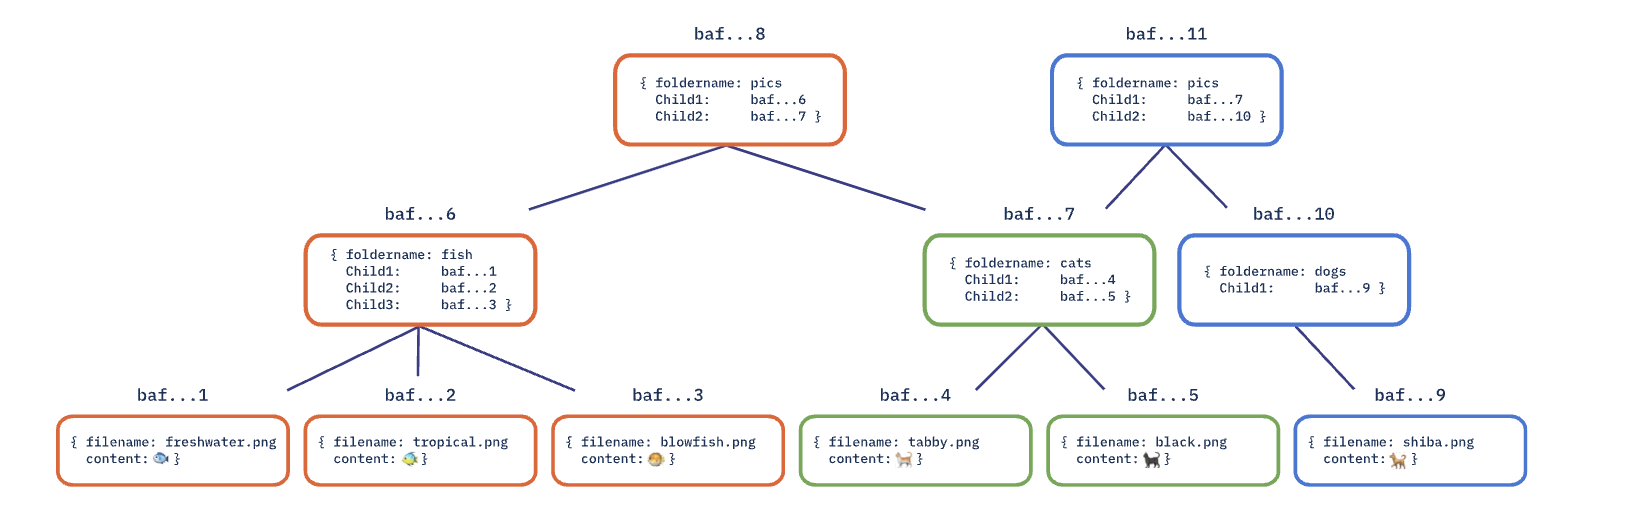 baf...8
{ foldername: pics
Child1: baf...6
Child2: baf...7 }
baf...11
{ foldername: pics
Child1: baf...7
Child2: baf...10 }
baf...6
{ foldername: fish
Child1: baf...1
Child2: baf...2
Child3: baf...3 }
baf...7
{ foldername: cats
Child1: baf...4
Child2: baf...5 }
baf...10
{ foldername: dogs
Child1: baf...9 }
baf...1
{ filename: freshwater.png
content: 🐟 }
baf...2
{ filename: tropical.png
content: 🐠 }
baf...3
{ filename: blowfish.png
content: 🐡 }
baf...4
{ filename: tabby.png
content: 🐈 }
baf...5
{ filename: black.png
content: 🐈‍⬛ }
baf...9
{ filename: shiba.png
content: 🐕 }